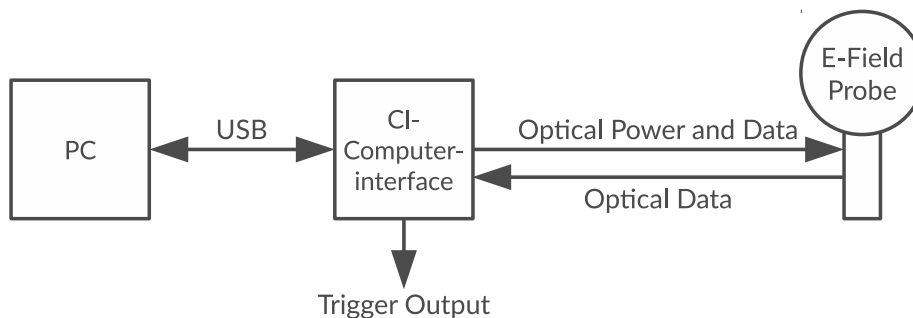 PC
USB
CI-
Computer-
interface
Optical Power and Data
Optical Data
E-Field
Probe
Trigger Output